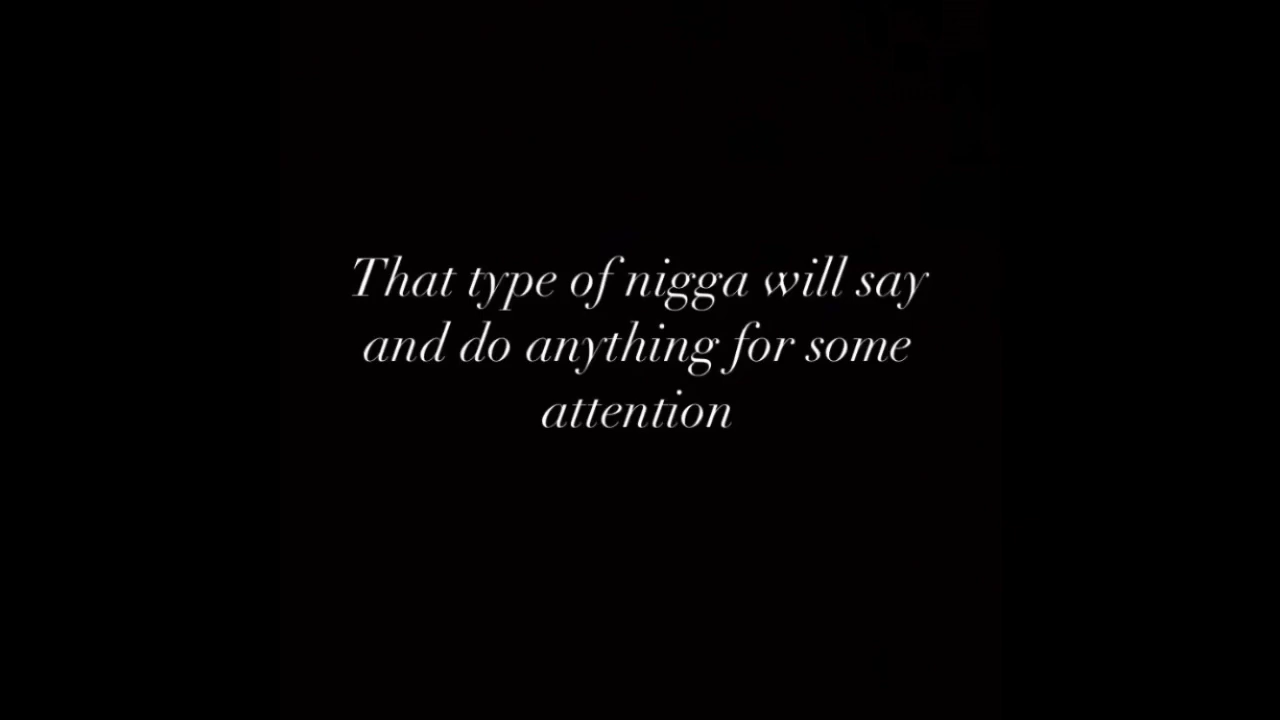 That type of nigga will say
and do anything for some
attention